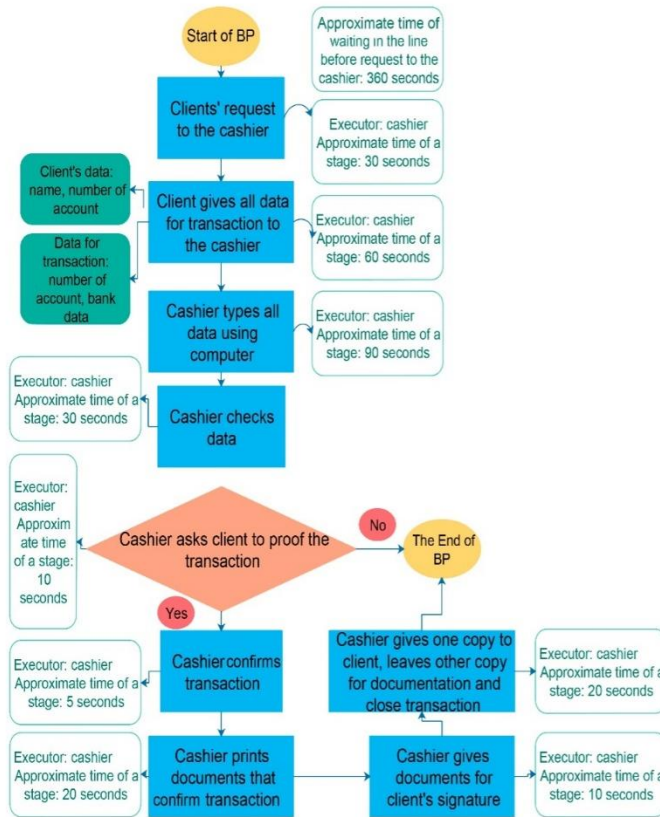 Start of BP
Approximate time of
waiting in the line
before request to the
cashier: 360 seconds
Clients' request
to the cashier
Executor: cashier
Approximate time of a
stage: 30 seconds
Client's data:
name, number of
account
Client gives all data
for transaction to the
cashier
Executor: cashier
Approximate time of a
stage: 60 seconds
Data for
transaction:
number of
account, bank
data
Cashier types all
data using
computer
Executor: cashier
Approximate time of a
stage: 90 seconds
Executor: cashier
Approximate time of a
stage: 30 seconds
Cashier checks
data
Executor:
cashier
Approxim
ate time
of a stage:
10
seconds
Cashier asks client to proof the
transaction
No
The End of
BP
Yes
Executor: cashier
Approximate time of a
stage: 5 seconds
Cashier confirms
transaction
Cashier gives one copy to
client, leaves other copy
for documentation and
close transaction
Executor: cashier
Approximate time of a
stage: 20 seconds
Executor: cashier
Approximate time of a
stage: 20 seconds
Cashier prints
documents that
confirm transaction
Cashier gives
documents for
client's signature
Executor: cashier
Approximate time of a
stage: 10 seconds